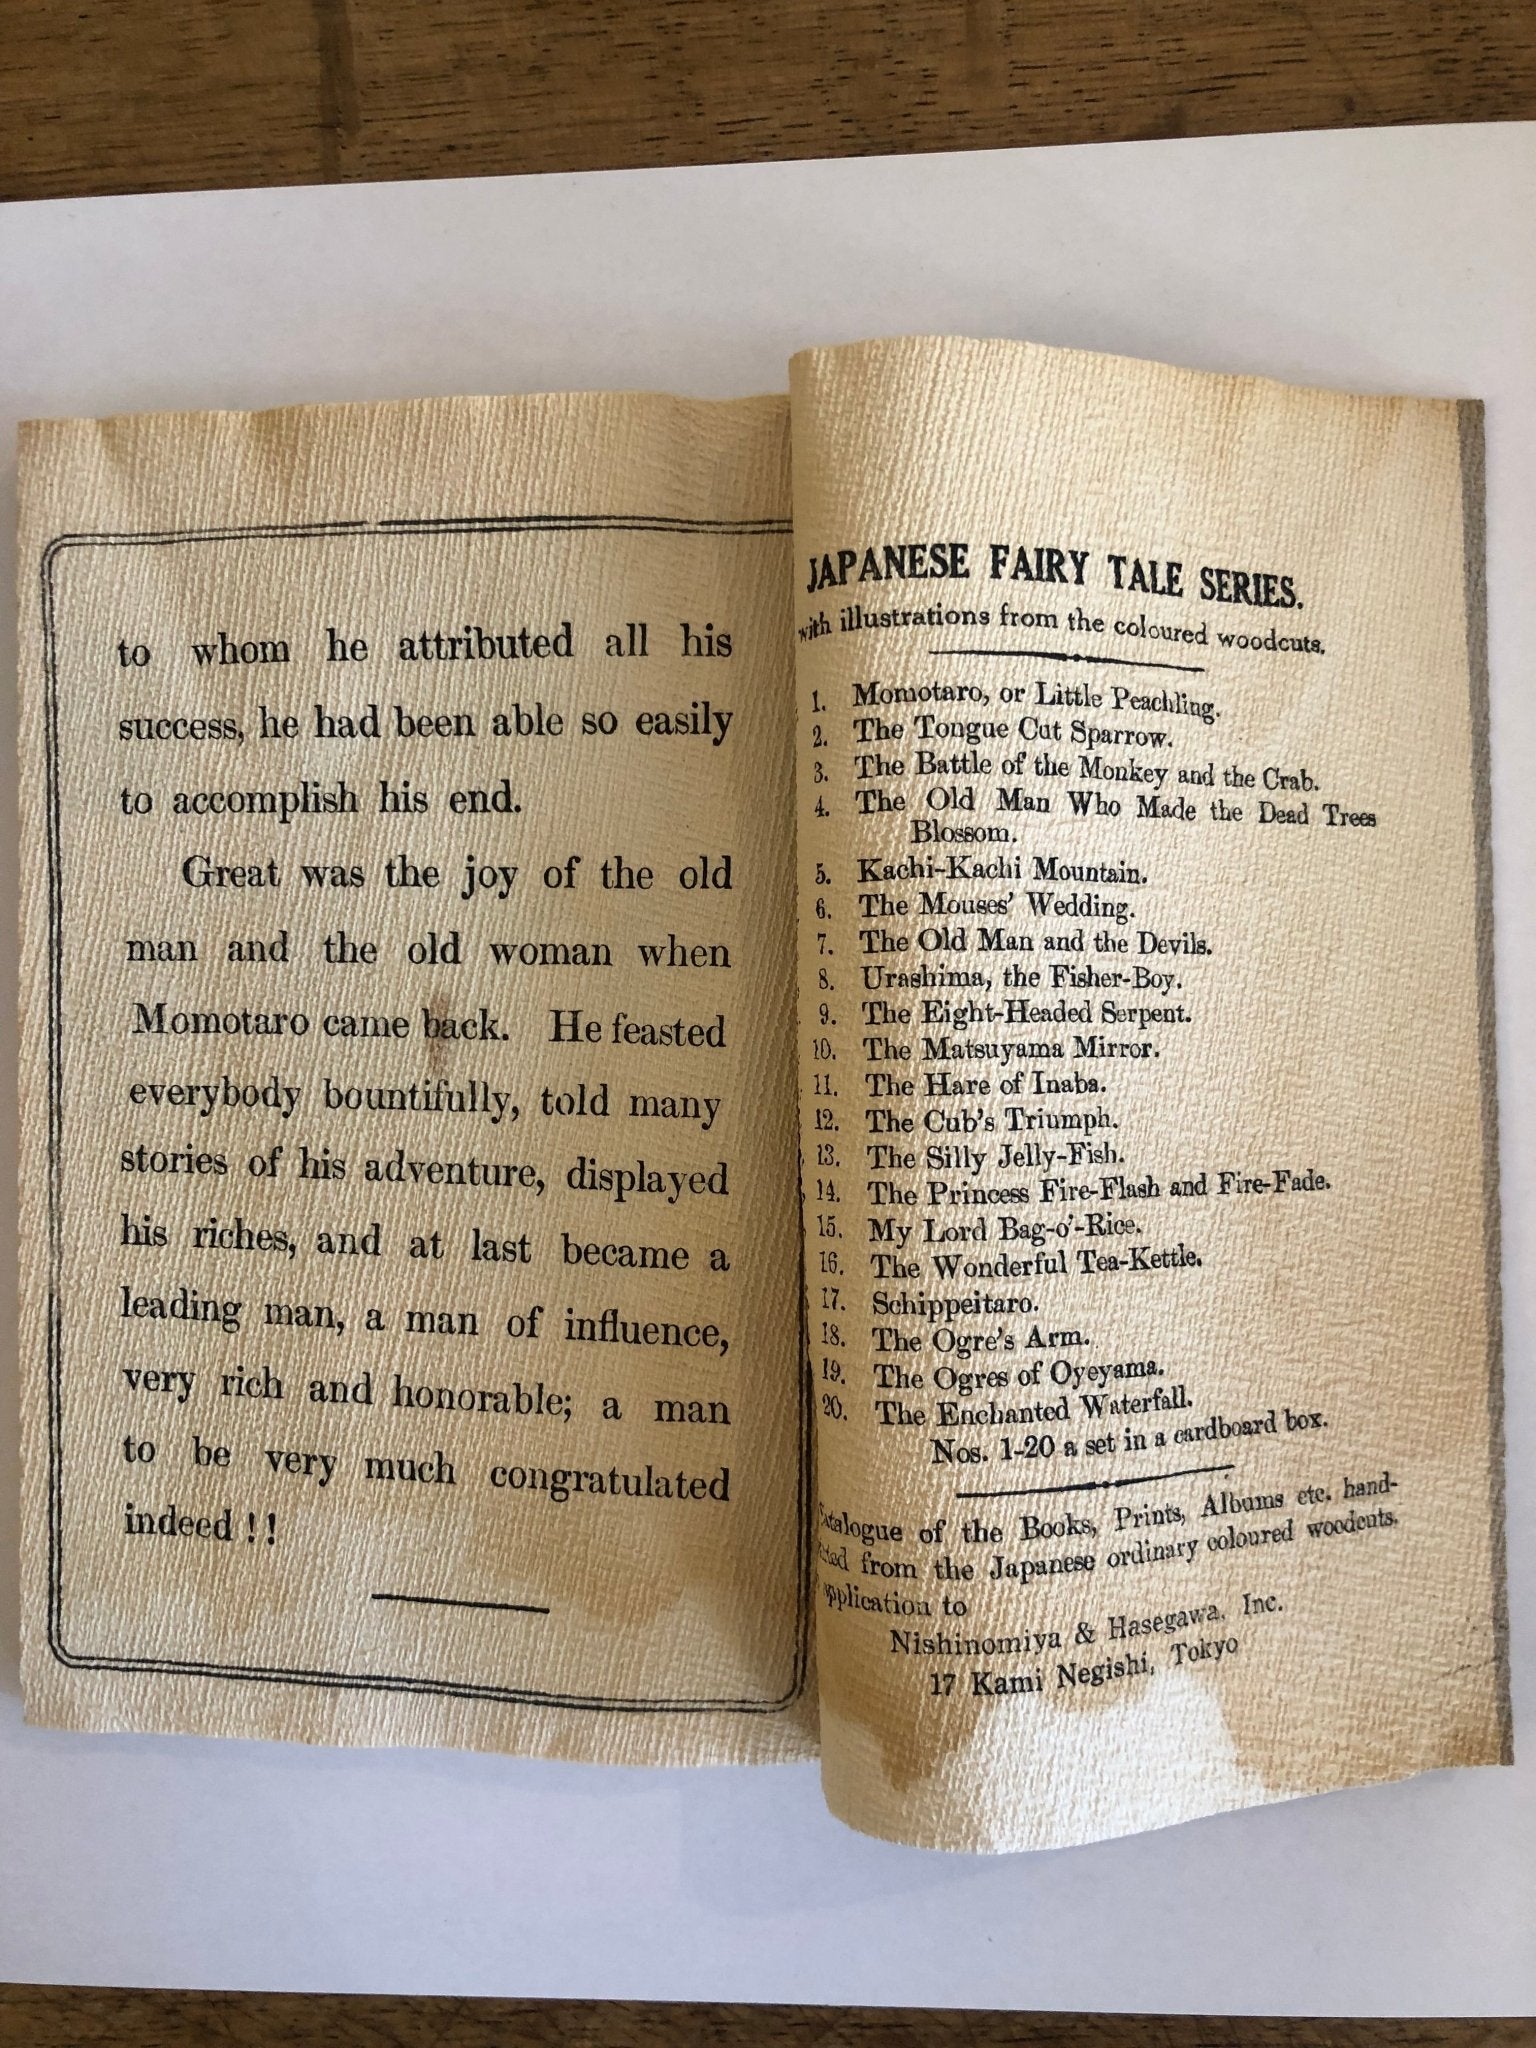 to whom he attributed all his
success, he had been able so easily
to accomplish his end.
Great was the joy of the old
man and the old woman when
Momotaro came back. He feasted
everybody bountifully, told many
stories of his adventure, displayed
his riches, and at last became a
leading man, a man of influence,
very rich and honorable; a man
to be very much congratulated
indeed ! !
JAPANESE FAIRY TALE SERIES.
with illustrations from the coloured woodcuts.
1. Momotaro, or Little Peachling.
2. The Tongue Cut Sparrow.
3. The Battle of the Monkey and the Crab.
4. The Old Man Who Made the Dead Trees
Blossom.
5. Kachi-Kachi Mountain.
6. The Mouses' Wedding.
7. The Old Man and the Devils.
8. Urashima, the Fisher-Boy.
9. The Eight-Headed Serpent.
10. The Matsuyama Mirror.
11. The Hare of Inaba.
12. The Cub's Triumph.
13. The Silly Jelly-Fish.
14. The Princess Fire-Flash and Fire-Fade.
15. My Lord Bag-o'-Rice.
16. The Wonderful Tea-Kettle.
17. Schippeitaro.
18. The Ogre's Arm.
19. The Ogres of Oyeyama.
20. The Enchanted Waterfall.
Nos. 1-20 a set in a cardboard box.
Catalogue of the Books, Prints, Albums etc. hand-
from the Japanese ordinary coloured woodcuts.
application to
Nishinomiya & Hasegawa, Inc.
17 Kami Negishi, Tokyo